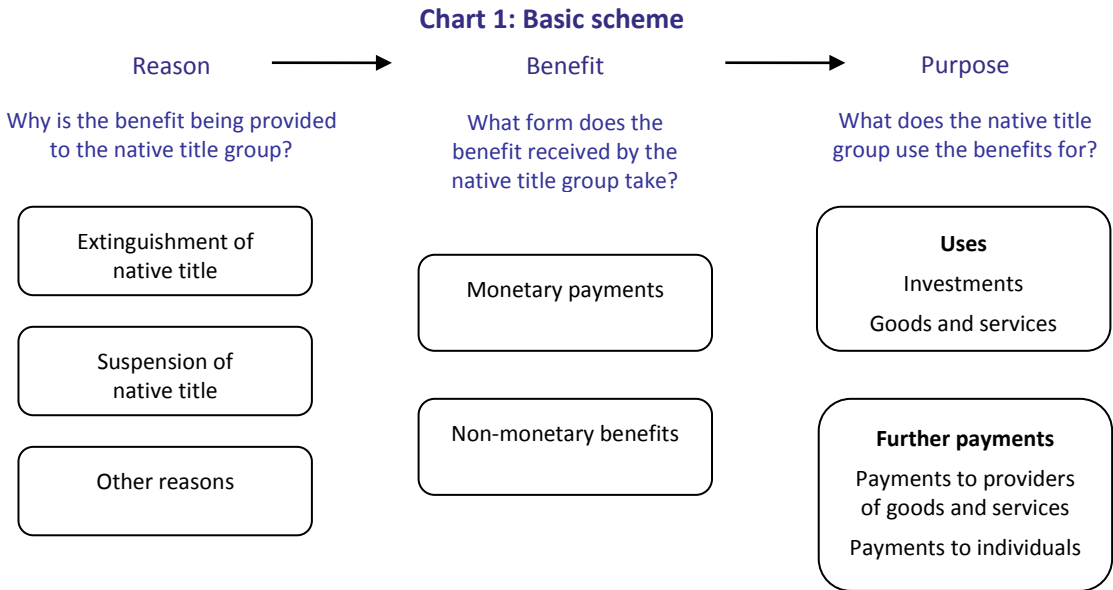 Chart 1: Basic scheme
Reason
Benefit
Purpose
Why is the benefit being provided
to the native title group?
What form does the
benefit received by the
native title group take?
What does the native title
group use the benefits for?
Extinguishment of
native title
Suspension of
native title
Other reasons
Monetary payments
Non-monetary benefits
Uses
Investments
Goods and services
Further payments
Payments to providers
of goods and services
Payments to individuals